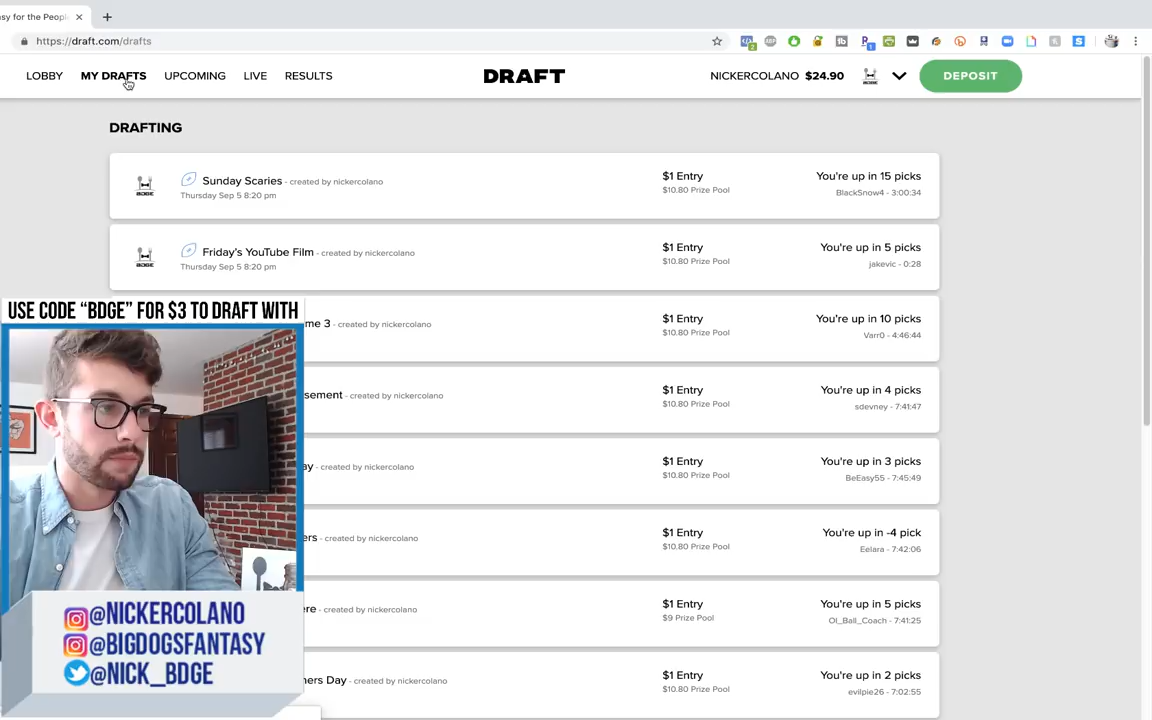 draft.com/drafts
LOBBY MY DRAFTS UPCOMING LIVE RESULTS DRAFT NICKERCOLANO $24.90 DEPOSIT
DRAFTING
Sunday Scaries - created by nickercolano
Thursday Sep 5 8:20 pm
$1 Entry
$10.80 Prize Pool
You're up in 15 picks
BlackSnow4 - 3:00:34
Friday's YouTube Film - created by nickercolano
Thursday Sep 5 8:20 pm
$1 Entry
$10.80 Prize Pool
You're up in 5 picks
jakevic - 0:28
me 3 - created by nickercolano
$1 Entry
$10.80 Prize Pool
You're up in 10 picks
Varr0 - 4:46:44
sement - created by nickercolano
$1 Entry
$10.80 Prize Pool
You're up in 4 picks
sdevney - 7:41:47
ay - created by nickercolano
$1 Entry
$10.80 Prize Pool
You're up in 3 picks
BeEasy55 - 7:45:49
ers - created by nickercolano
$1 Entry
$10.80 Prize Pool
You're up in -4 pick
Eelara - 7:42:06
ere - created by nickercolano
$1 Entry
$9 Prize Pool
You're up in 5 picks
Ol_Ball_Coach - 7:41:25
hers Day - created by nickercolano
$1 Entry
$10.80 Prize Pool
You're up in 2 picks
evilpie26 - 7:02:55
USE CODE "BDGE" FOR $3 TO DRAFT WITH
@NICKERCOLANO
@BIGDOGSFANTASY
@NICK_BDGE